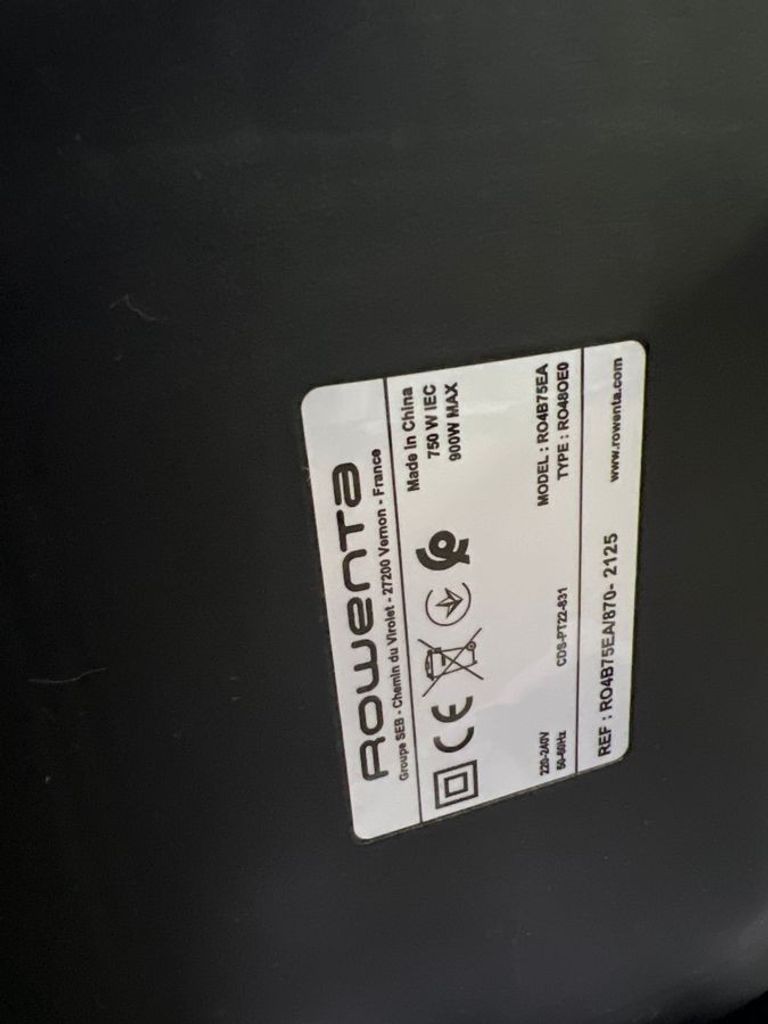 Rowenta
Groupe SEB - Chemin du Virolet - 27200 Vernon - France
Made In China
750 W IEC
900W MAX
CE
220-240V
50-60Hz
CDS-PT22-831
MODEL : RO4B75EA
TYPE : RO48OE0
REF : RO4B75EA/870- 2125
www.rowenta.com